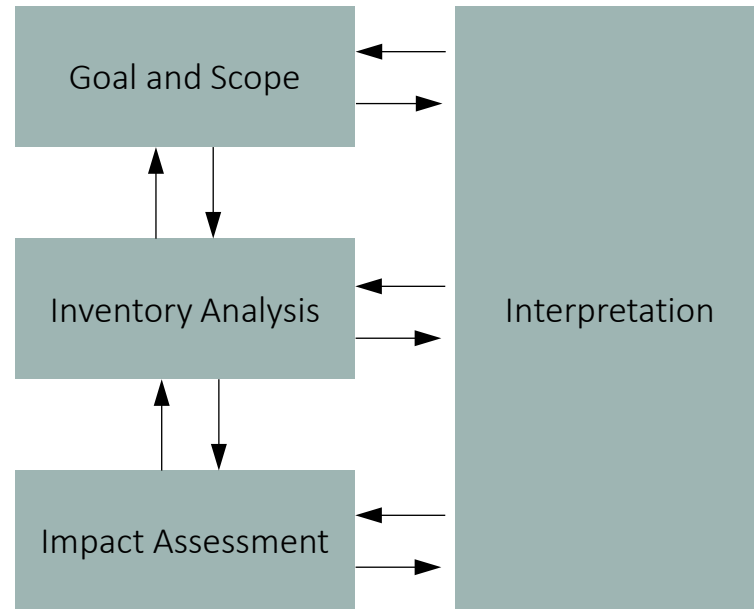 Goal and Scope
Inventory Analysis
Interpretation
Impact Assessment